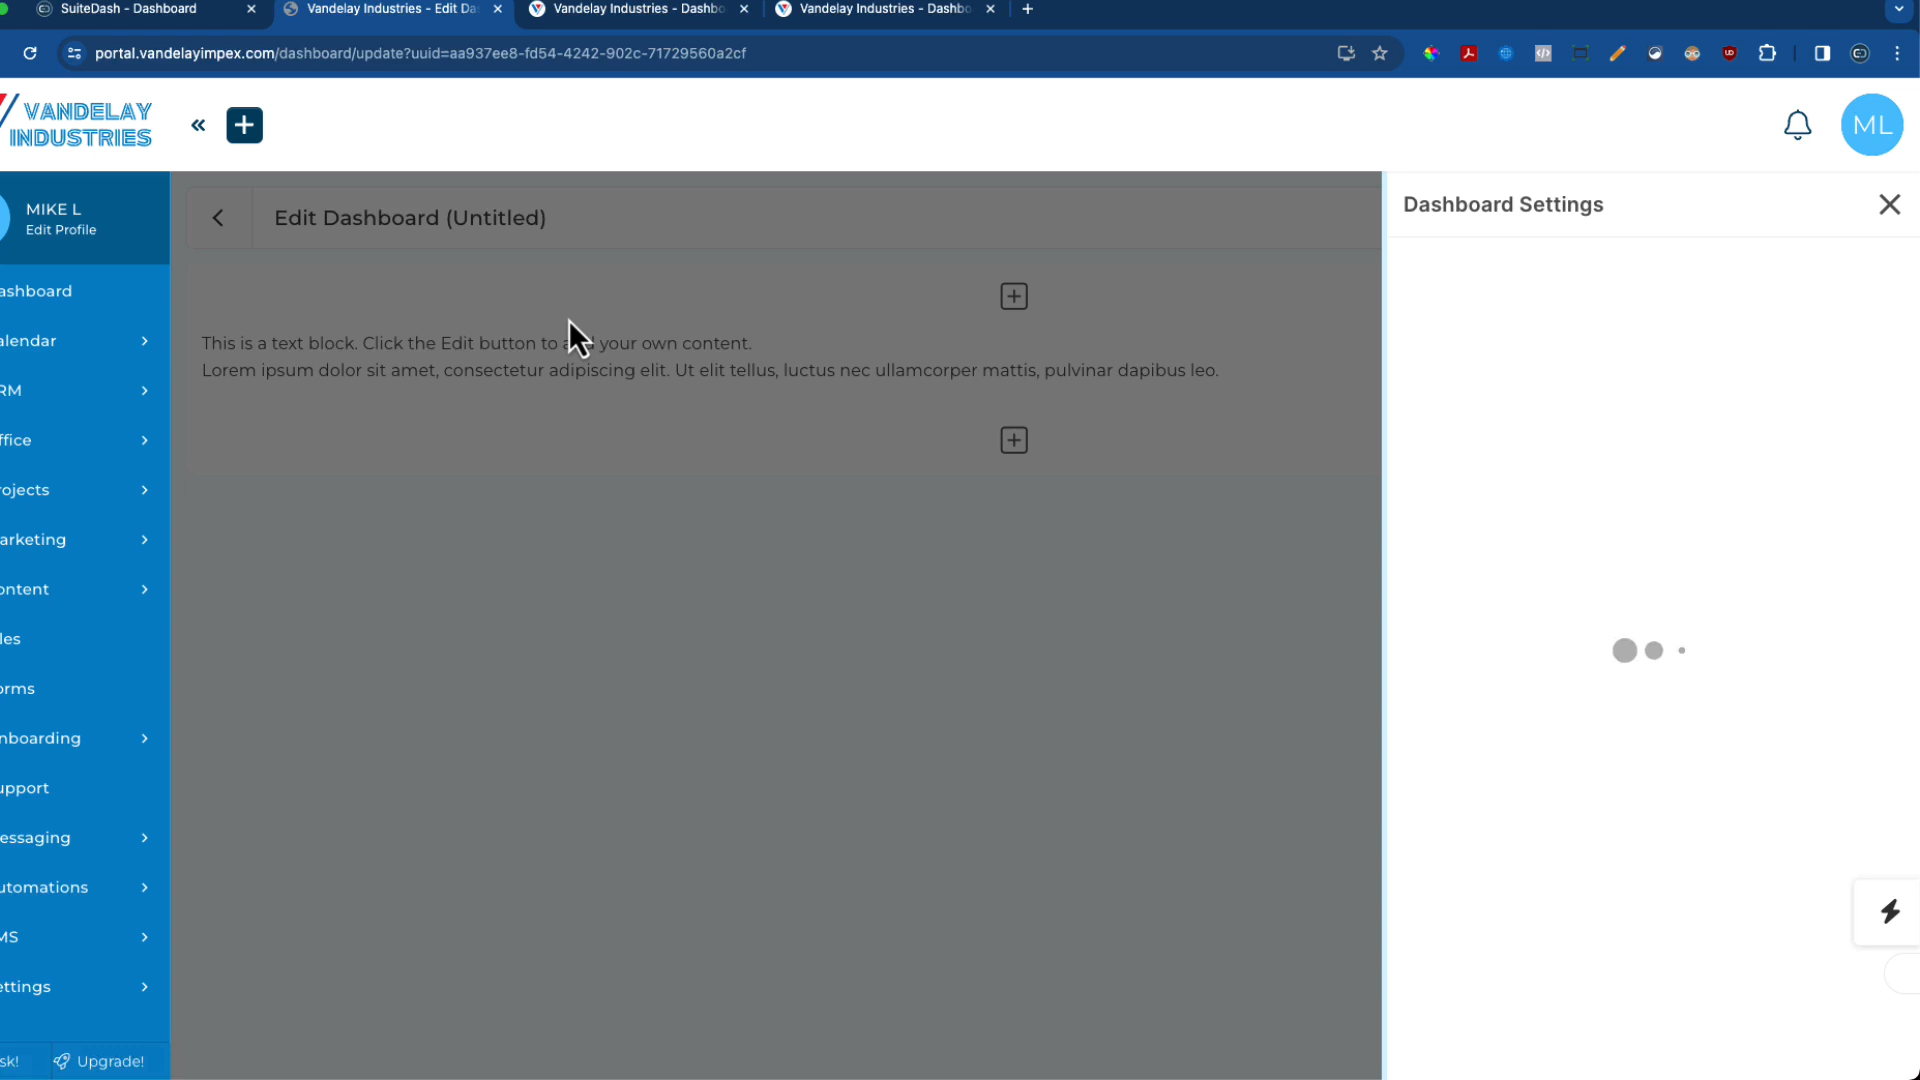 SuiteDash - Dashboard
Vandelay Industries - Edit Da
Vandelay Industries - Dashbo
Vandelay Industries - Dashbo
portal.vandelayimpex.com/dashboard/update?uuid=aa937ee8-fd54-4242-902c-71729560a2cf
VANDELAY
INDUSTRIES
ML
MIKE L
Edit Profile
Edit Dashboard (Untitled)
Dashboard Settings
ashboard
alendar
RM
ffice
rojects
arketing
ontent
les
orms
nboarding
upport
essaging
utomations
MS
ettings
This is a text block. Click the Edit button to add your own content.
Lorem ipsum dolor sit amet, consectetur adipiscing elit. Ut elit tellus, luctus nec ullamcorper mattis, pulvinar dapibus leo.
sk!
Upgrade!